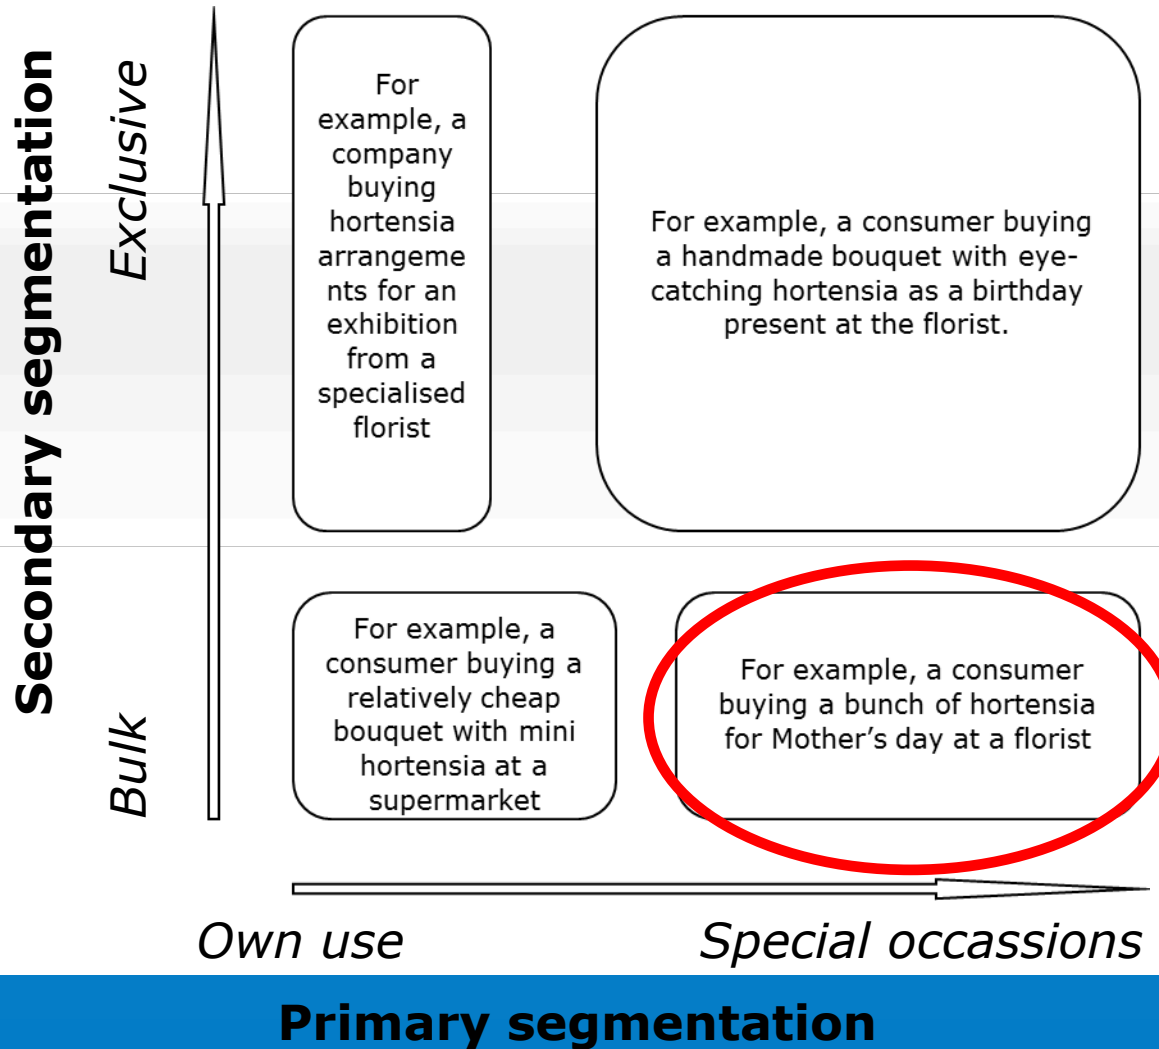 Secondary segmentation
Exclusive
Bulk
For
example, a
company
buying
hortensia
arrangeme
nts for an
exhibition
from a
specialised
florist
For example, a consumer buying
a handmade bouquet with eye-
catching hortensia as a birthday
present at the florist.
For example, a
consumer buying a
relatively cheap
bouquet with mini
hortensia at a
supermarket
For example, a consumer
buying a bunch of hortensia
for Mother’s day at a florist
Own use
Special occassions
Primary segmentation